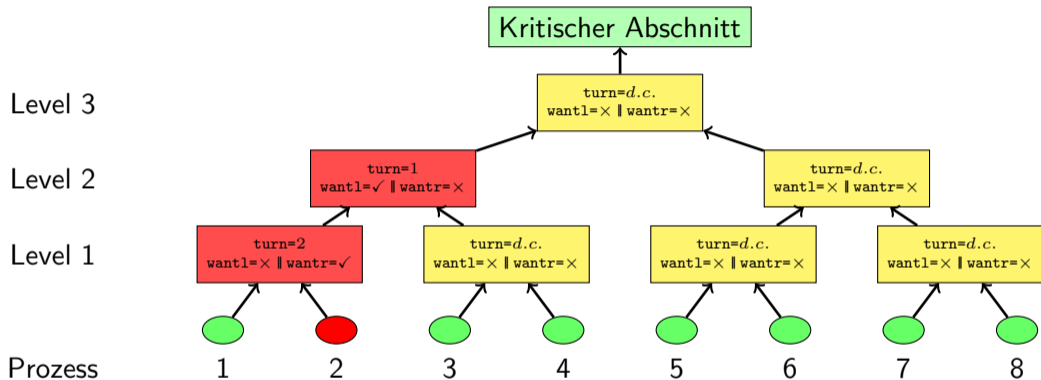 Kritischer Abschnitt
Level 3
turn=d.c.
wantl=× ‖ wantr=×
Level 2
turn=1
wantl=✓ ‖ wantr=×
turn=d.c.
wantl=× ‖ wantr=×
Level 1
turn=2
wantl=× ‖ wantr=✓
turn=d.c.
wantl=× ‖ wantr=×
turn=d.c.
wantl=× ‖ wantr=×
turn=d.c.
wantl=× ‖ wantr=×
Prozess 1 2 3 4 5 6 7 8